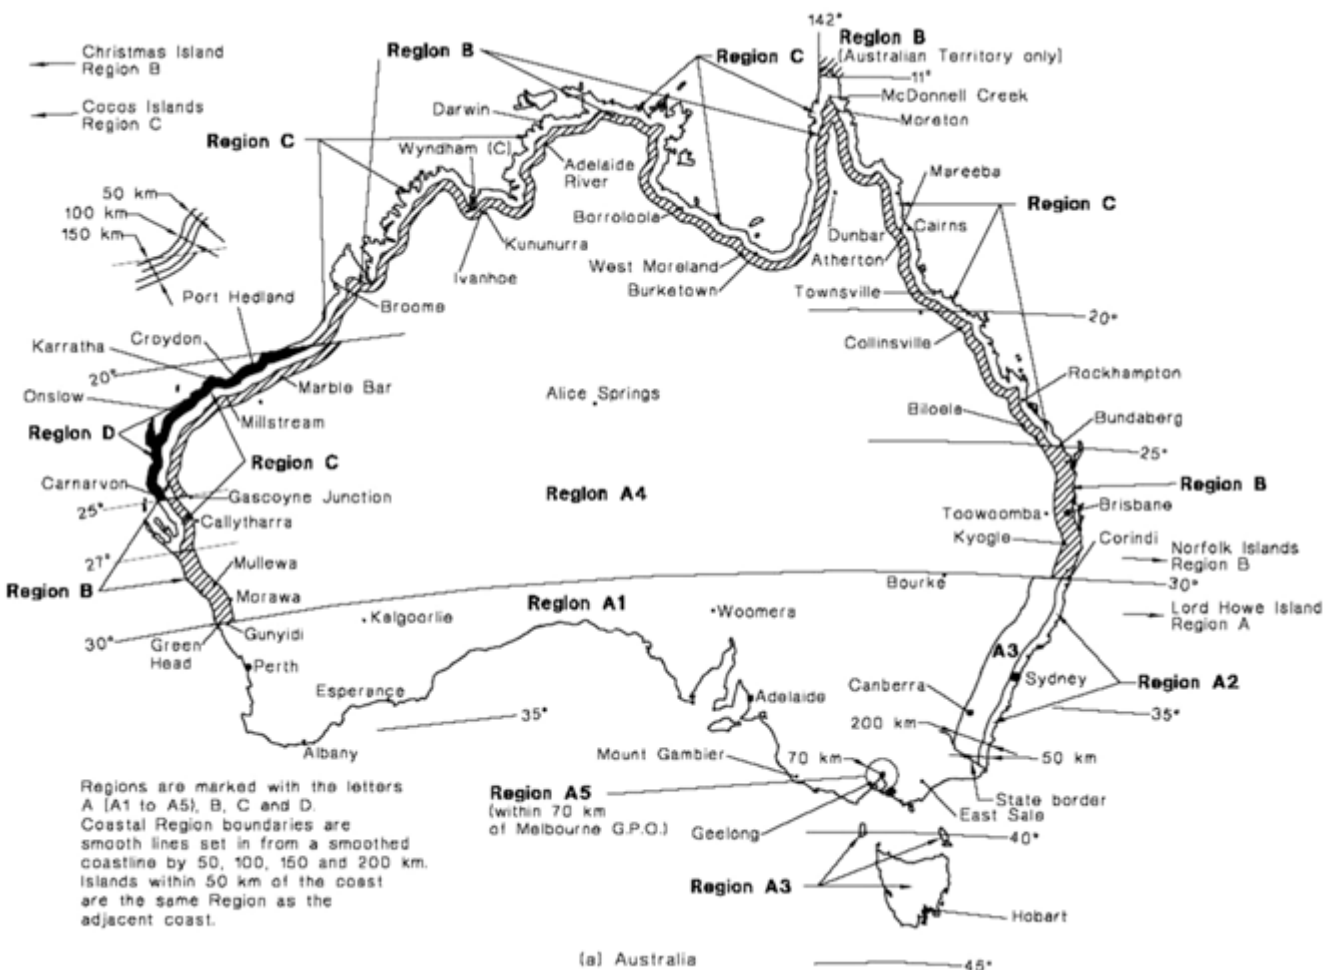 Christmas Island
Region B
Cocos Islands
Region C
Region B
Region C
142°
Region B
(Australian Territory only)
11°
McDonnell Creek
Moreton
Darwin
Region C
Wyndham (C)
Adelaide
River
Mareeba
50 km
100 km
150 km
Region C
Borroloola
Dunbar
Cairns
Kununurra
Atherton
Ivanhoe
West Moreland
Burketown
Townsville
Port Hedland
Broome
20°
Croydon
Karratha
Collinsville
20°
Marble Bar
Rockhampton
Onslow
Alice Springs
Biloela
Millstream
Bundaberg
Region D
25°
Region C
Carnarvon
Region B
Gascoyne Junction
Region A4
25°
Brisbane
Callytharra
Toowoomba
Kyogle
Corindi
27°
Norfolk Islands
Region B
Mullewa
Bourke
30°
Region B
Morawa
Region A1
Woomera
Lord Howe Island
Region A
Kalgoorlie
Gunyidi
30°
Green
Head
A3
Perth
Sydney
Region A2
Esperance
Canberra
Adelaide
35°
35°
200 km
Albany
Mount Gambier
70 km
50 km
Regions are marked with the letters
A (A1 to A5), B, C and D.
Coastal Region boundaries are
smooth lines set in from a smoothed
coastline by 50, 100, 150 and 200 km.
Islands within 50 km of the coast
are the same Region as the
adjacent coast.
Region A5
(within 70 km
of Melbourne G.P.O.)
State border
East Sale
Geelong
40°
Region A3
Hobart
(a) Australia
45°